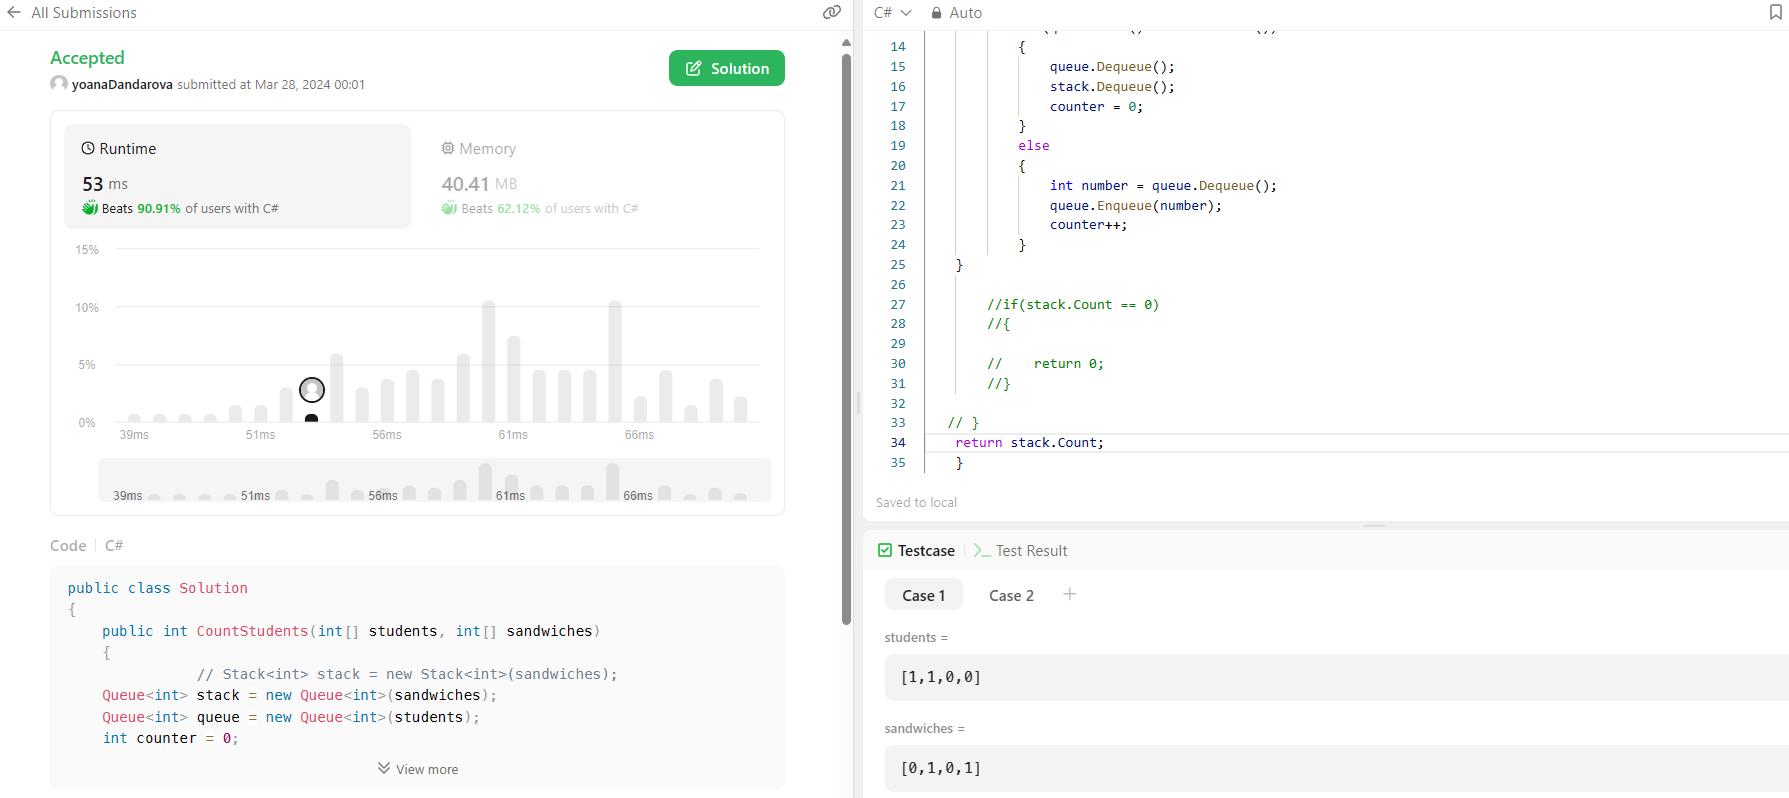 All Submissions
Accepted
yoanaDandarova submitted at Mar 28, 2024 00:01
Solution
Runtime
53 ms
Beats 90.91% of users with C#
Memory
40.41 MB
Beats 62.12% of users with C#
15%
10%
5%
0%
39ms 51ms 56ms 61ms 66ms
39ms 51ms 56ms 61ms 66ms
Code C#
public class Solution
{
public int CountStudents(int[] students, int[] sandwiches)
{
// Stack<int> stack = new Stack<int>(sandwiches);
Queue<int> stack = new Queue<int>(sandwiches);
Queue<int> queue = new Queue<int>(students);
int counter = 0;
View more
C# Auto
14 {
15 queue.Dequeue();
16 stack.Dequeue();
17 counter = 0;
18 }
19 else
20 {
21 int number = queue.Dequeue();
22 queue.Enqueue(number);
23 counter++;
24 }
25 }
26
27 //if(stack.Count == 0)
28 //{
29
30 // return 0;
31 //}
32
33 // }
34 return stack.Count;
35 }
Saved to local
Testcase >_ Test Result
Case 1 Case 2 +
students =
[1,1,0,0]
sandwiches =
[0,1,0,1]